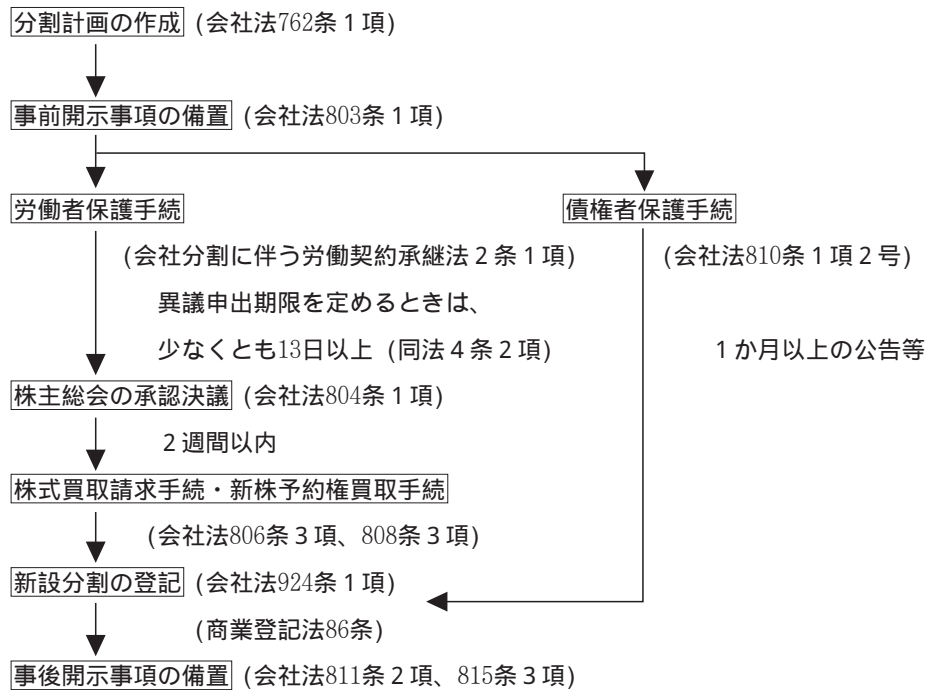 分割計画の作成 (会社法762条1項)
事前開示事項の備置 (会社法803条1項)
労働者保護手続 債権者保護手続
(会社分割に伴う労働契約承継法2条1項) (会社法810条1項2号)
異議申出期限を定めるときは、
少なくとも13日以上 (同法4条2項) 1か月以上の公告等
株主総会の承認決議 (会社法804条1項)
2週間以内
株式買取請求手続・新株予約権買取手続
(会社法806条3項、808条3項)
新設分割の登記 (会社法924条1項)
(商業登記法86条)
事後開示事項の備置 (会社法811条2項、815条3項)